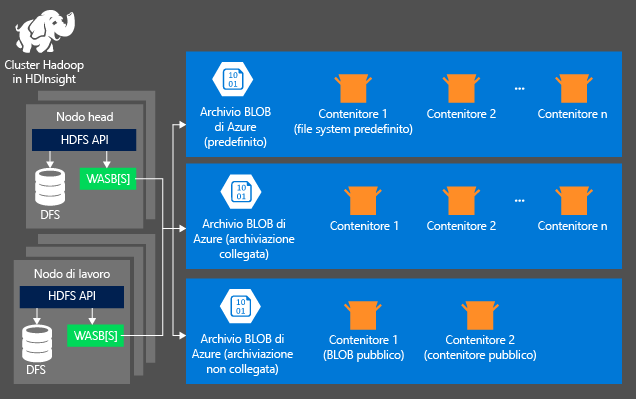 Cluster Hadoop
in HDInsight
Nodo head
HDFS API
WASB[S]
DFS
Nodo di lavoro
HDFS API
WASB[S]
DFS
10
01
Archivio BLOB
di Azure
(predefinito)
Contenitore 1
(file system predefinito)
Contenitore 2
...
Contenitore n
10
01
Archivio BLOB di
Azure (archiviazione
collegata)
Contenitore 1
Contenitore 2
...
Contenitore n
10
01
Archivio BLOB di
Azure (archiviazione
non collegata)
Contenitore 1
(BLOB pubblico)
Contenitore 2
(contenitore pubblico)